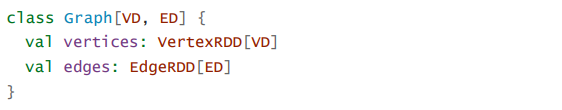 class Graph[VD, ED] {
  val vertices: VertexRDD[VD]
  val edges: EdgeRDD[ED]
}